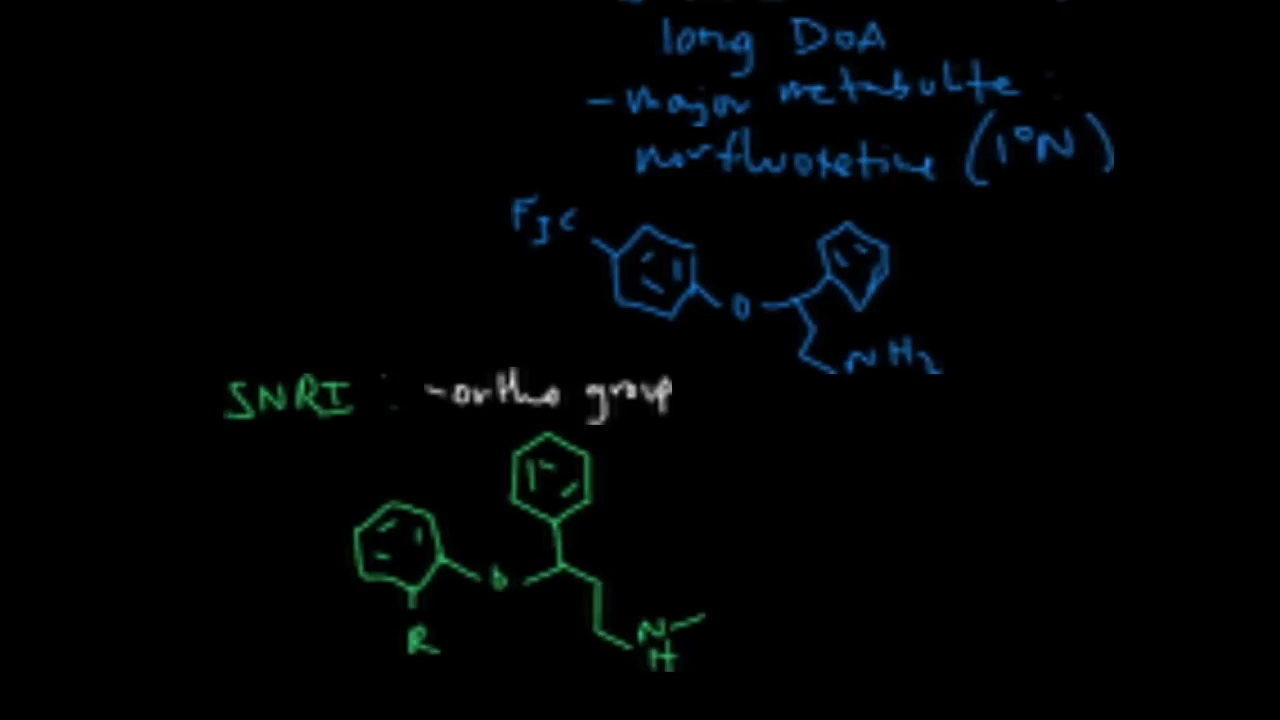 long DoA
- major metabolite :
norfluoxetine (1°N)
F3C
O
NH2
SNRI : - ortho group
O
R
N
H